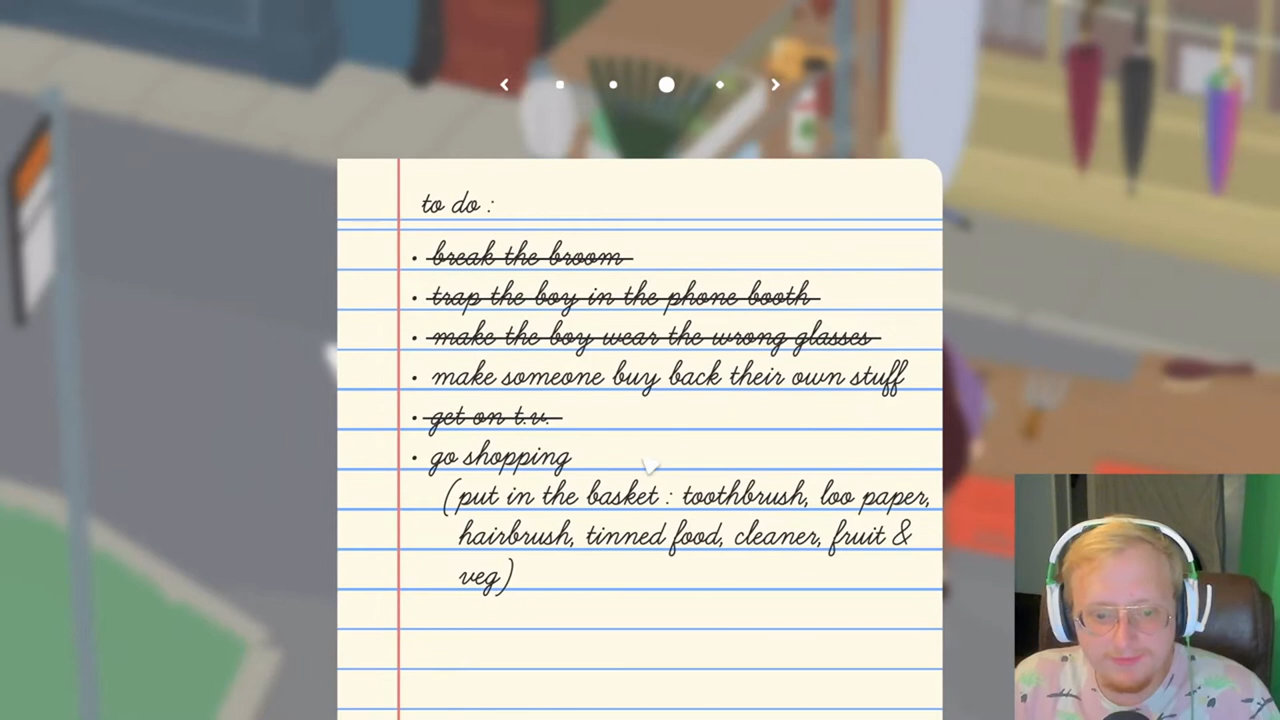 to do :
• break the broom
• trap the boy in the phone booth
• make the boy wear the wrong glasses
• make someone buy back their own stuff
• get on t.v.
• go shopping
(put in the basket : toothbrush, loo paper,
hairbrush, tinned food, cleaner, fruit &
veg)